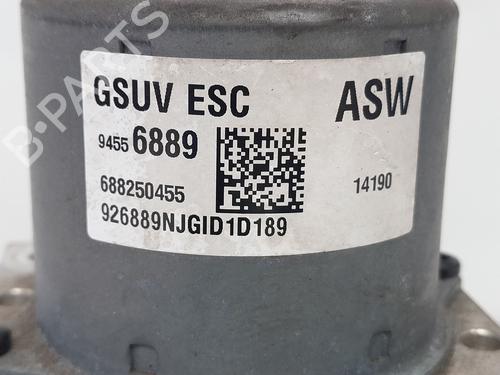 GSUV ESC ASW
9455 6889
688250455 14190
926889NJGID1D189
B-PARTS